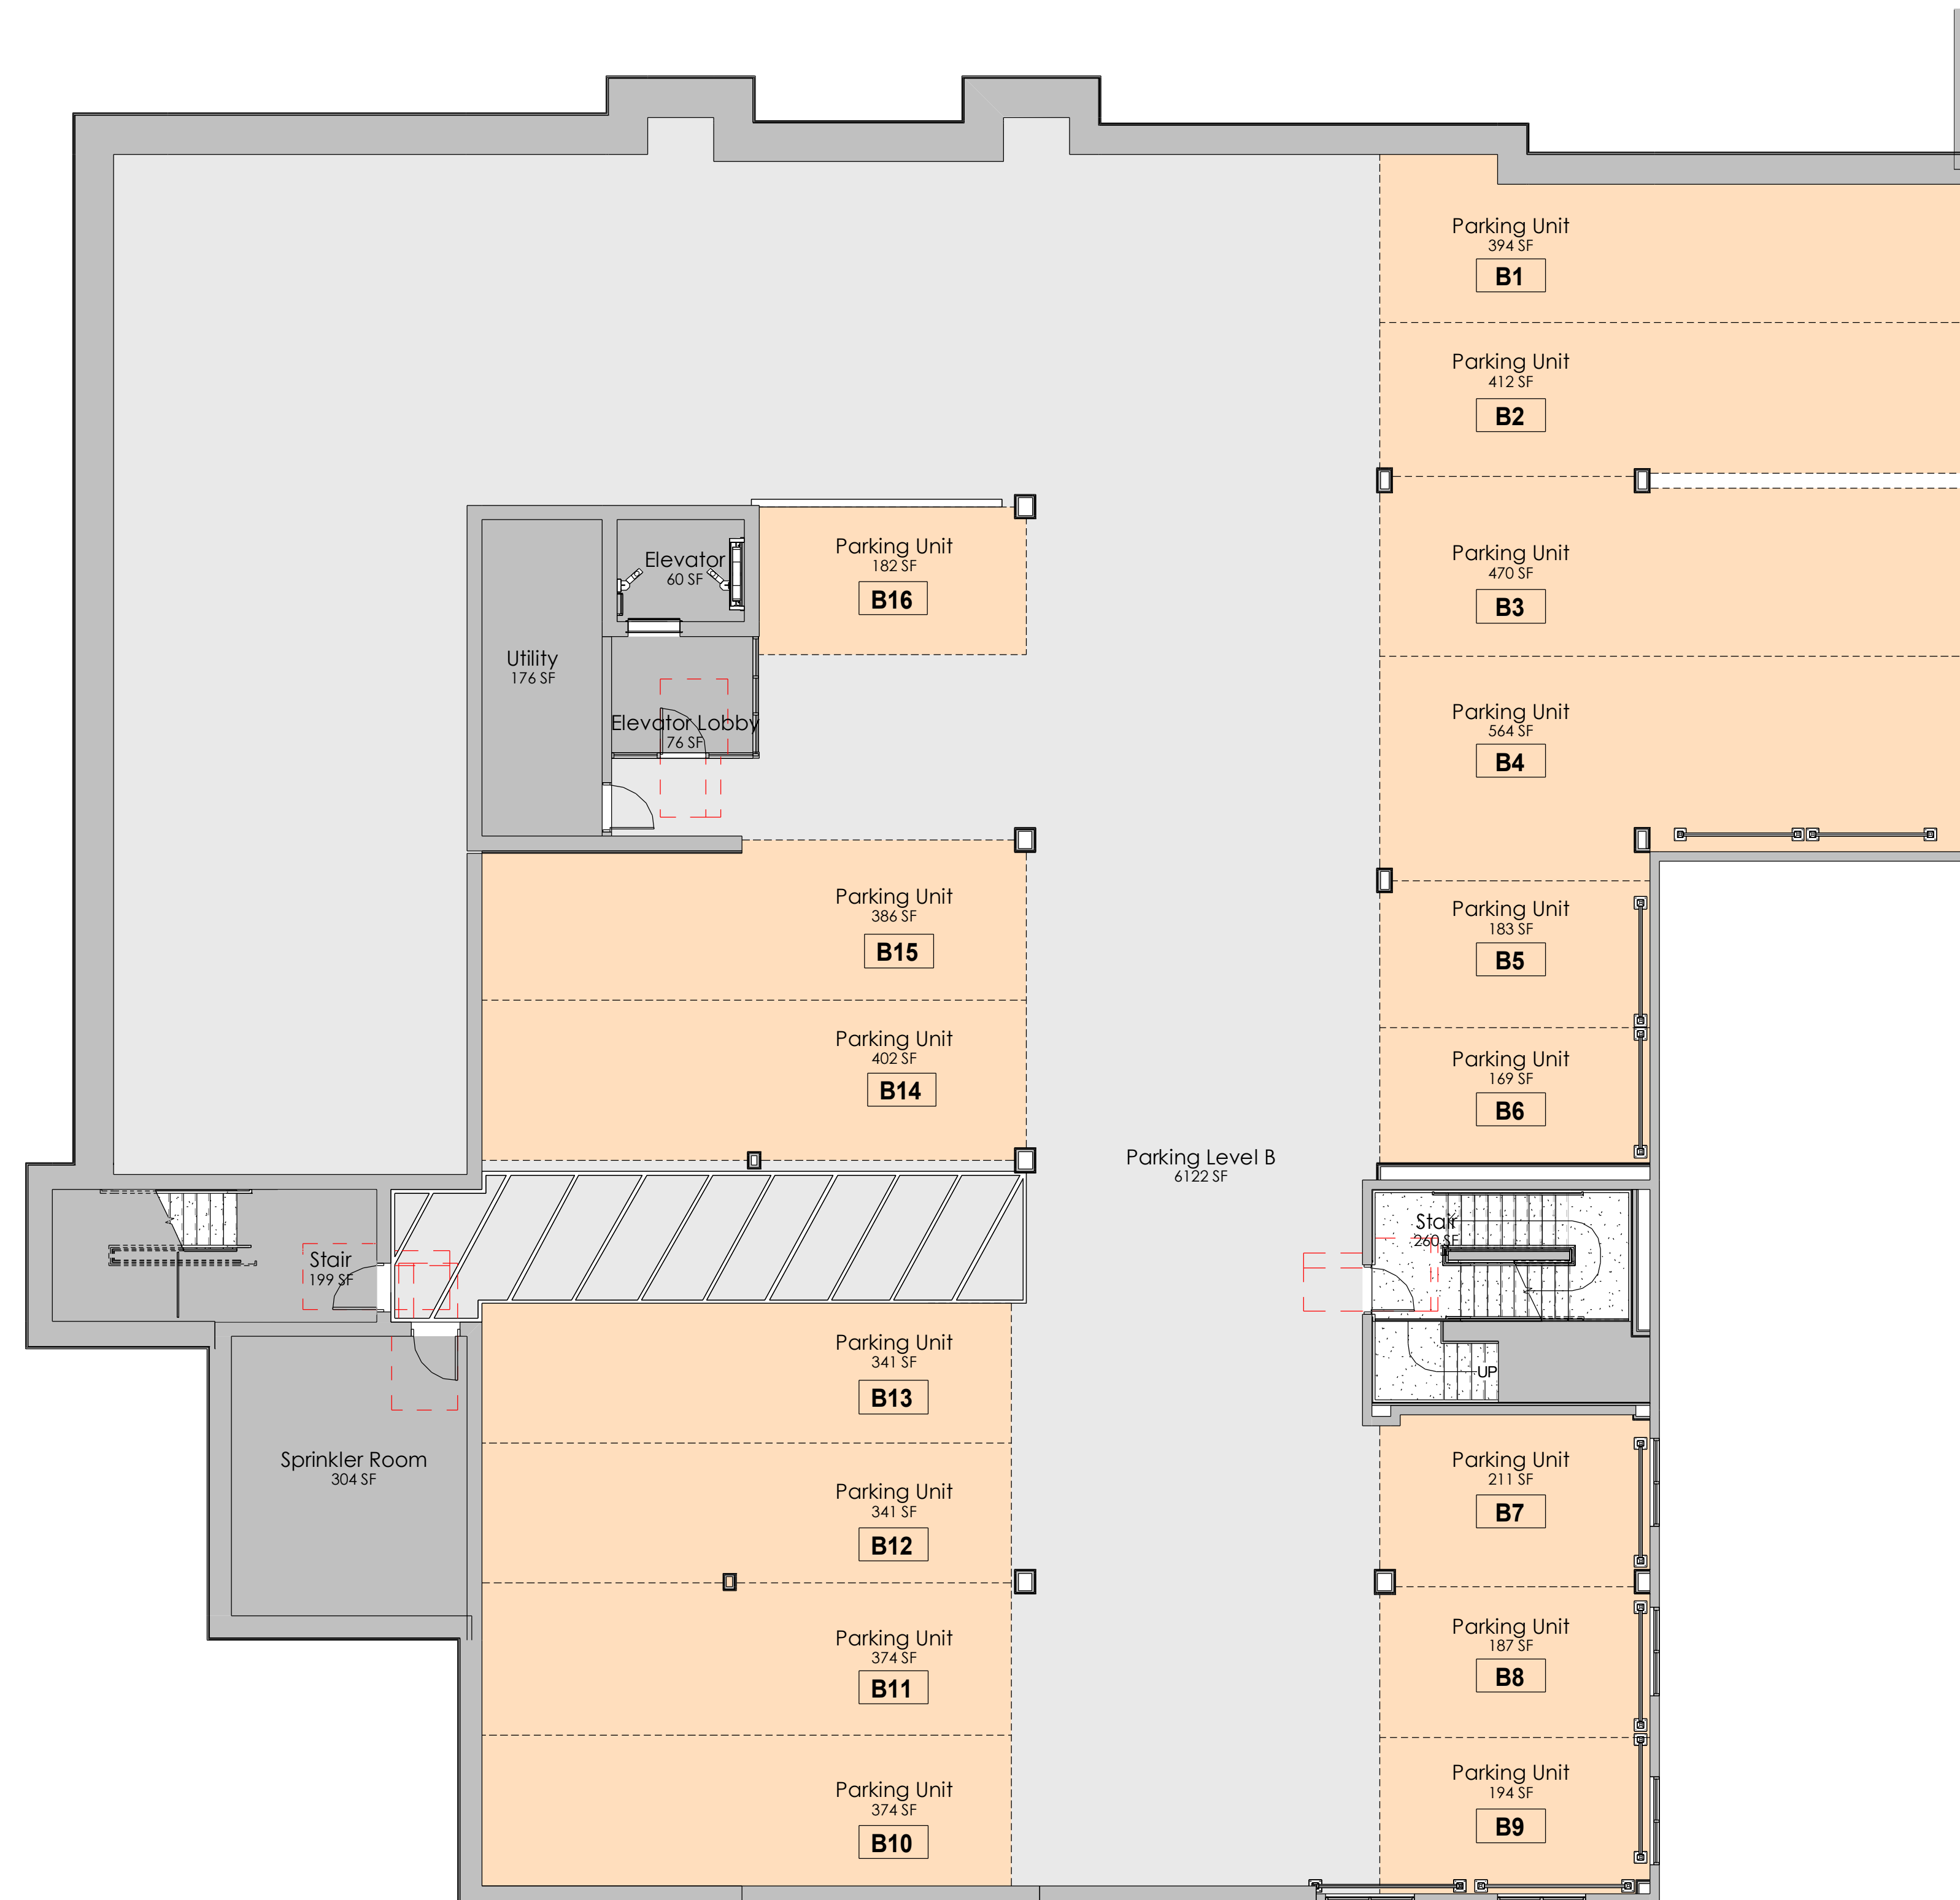 Parking Unit
394 SF
B1
Parking Unit
412 SF
B2
Parking Unit
470 SF
B3
Parking Unit
564 SF
B4
Parking Unit
183 SF
B5
Parking Unit
169 SF
B6
Elevator
60 SF
Parking Unit
182 SF
B16
Utility
176 SF
Elevator Lobby
76 SF
Parking Unit
386 SF
B15
Parking Unit
402 SF
B14
Parking Level B
6122 SF
Stair
260 SF
UP
Stair
199 SF
Sprinkler Room
304 SF
Parking Unit
341 SF
B13
Parking Unit
341 SF
B12
Parking Unit
374 SF
B11
Parking Unit
374 SF
B10
Parking Unit
211 SF
B7
Parking Unit
187 SF
B8
Parking Unit
194 SF
B9